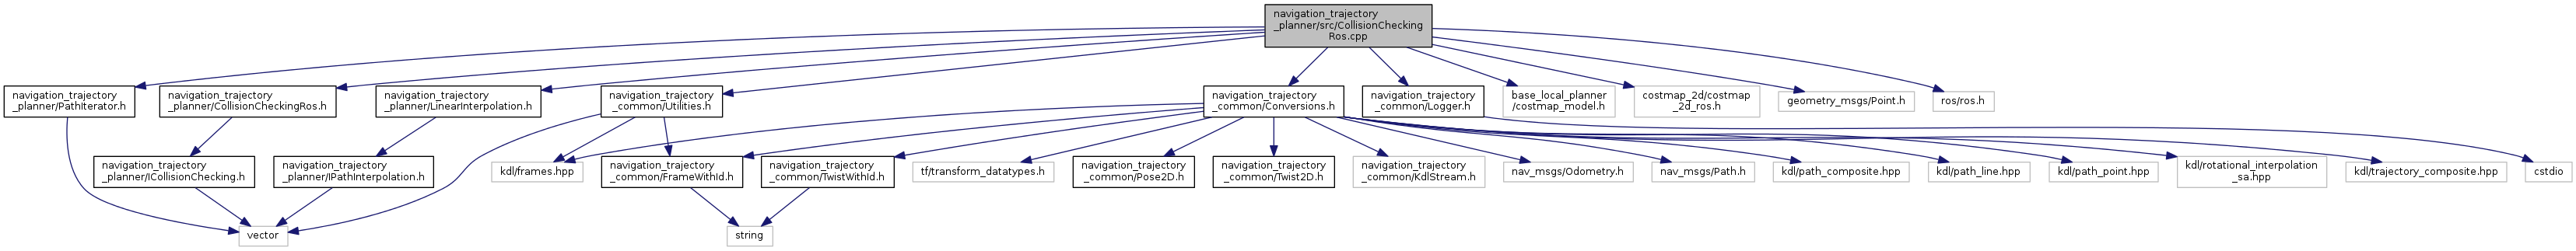 navigation_trajectory
_planner/src/CollisionChecking
Ros.cpp
navigation_trajectory
_planner/PathIterator.h
navigation_trajectory
_planner/CollisionCheckingRos.h
navigation_trajectory
_planner/LinearInterpolation.h
navigation_trajectory
_common/Utilities.h
navigation_trajectory
_common/Conversions.h
navigation_trajectory
_common/Logger.h
base_local_planner
/costmap_model.h
costmap_2d/costmap
_2d_ros.h
geometry_msgs/Point.h
ros/ros.h
navigation_trajectory
_planner/ICollisionChecking.h
navigation_trajectory
_planner/IPathInterpolation.h
kdl/frames.hpp
navigation_trajectory
_common/FrameWithId.h
navigation_trajectory
_common/TwistWithId.h
tf/transform_datatypes.h
navigation_trajectory
_common/Pose2D.h
navigation_trajectory
_common/Twist2D.h
navigation_trajectory
_common/KdlStream.h
nav_msgs/Odometry.h
nav_msgs/Path.h
kdl/path_composite.hpp
kdl/path_line.hpp
kdl/path_point.hpp
kdl/rotational_interpolation
_sa.hpp
kdl/trajectory_composite.hpp
cstdio
vector
string